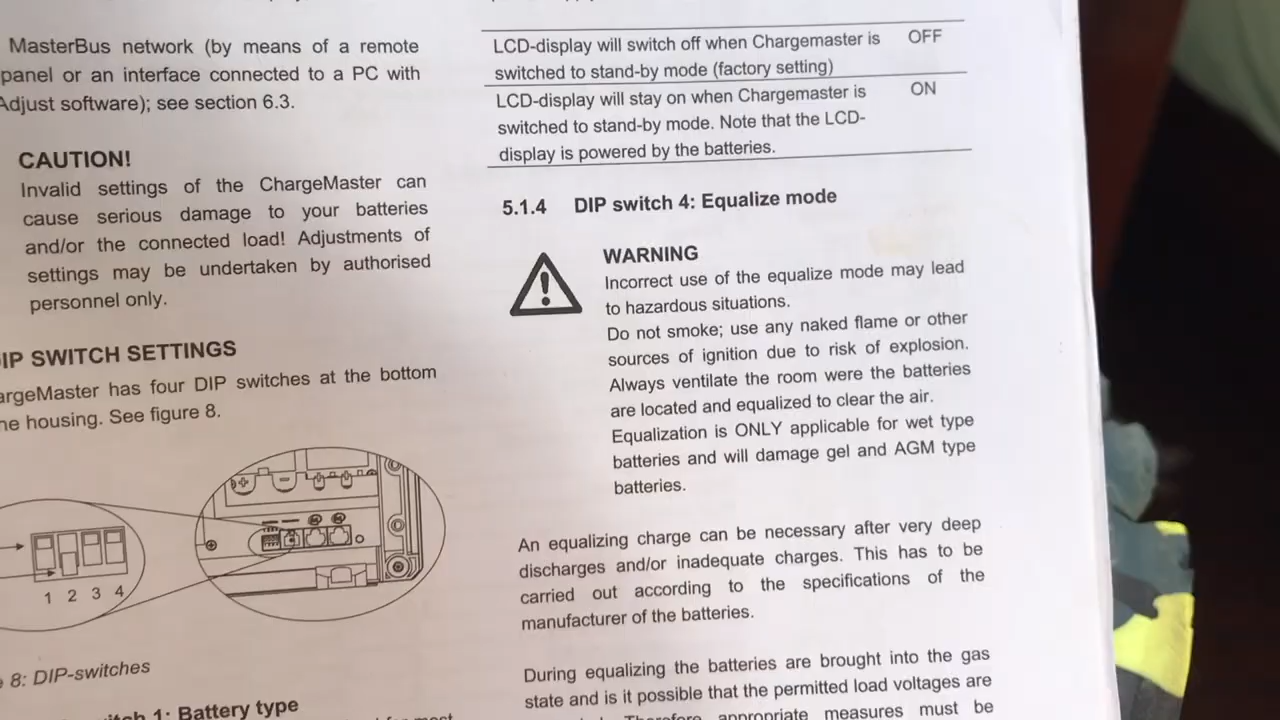 MasterBus network (by means of a remote
panel or an interface connected to a PC with
Adjust software); see section 6.3.
CAUTION!
Invalid settings of the ChargeMaster can
cause serious damage to your batteries
and/or the connected load! Adjustments of
settings may be undertaken by authorised
personnel only.
IP SWITCH SETTINGS
argeMaster has four DIP switches at the bottom
he housing. See figure 8.
1 2 3 4
8: DIP-switches
itch 1: Battery type
LCD-display will switch off when Chargemaster is OFF
switched to stand-by mode (factory setting)
LCD-display will stay on when Chargemaster is ON
switched to stand-by mode. Note that the LCD-
display is powered by the batteries.
5.1.4 DIP switch 4: Equalize mode
WARNING
Incorrect use of the equalize mode may lead
to hazardous situations.
Do not smoke; use any naked flame or other
sources of ignition due to risk of explosion.
Always ventilate the room were the batteries
are located and equalized to clear the air.
Equalization is ONLY applicable for wet type
batteries and will damage gel and AGM type
batteries.
An equalizing charge can be necessary after very deep
discharges and/or inadequate charges. This has to be
carried out according to the specifications of the
manufacturer of the batteries.
During equalizing the batteries are brought into the gas
state and is it possible that the permitted load voltages are
Therefore appropriate measures must be